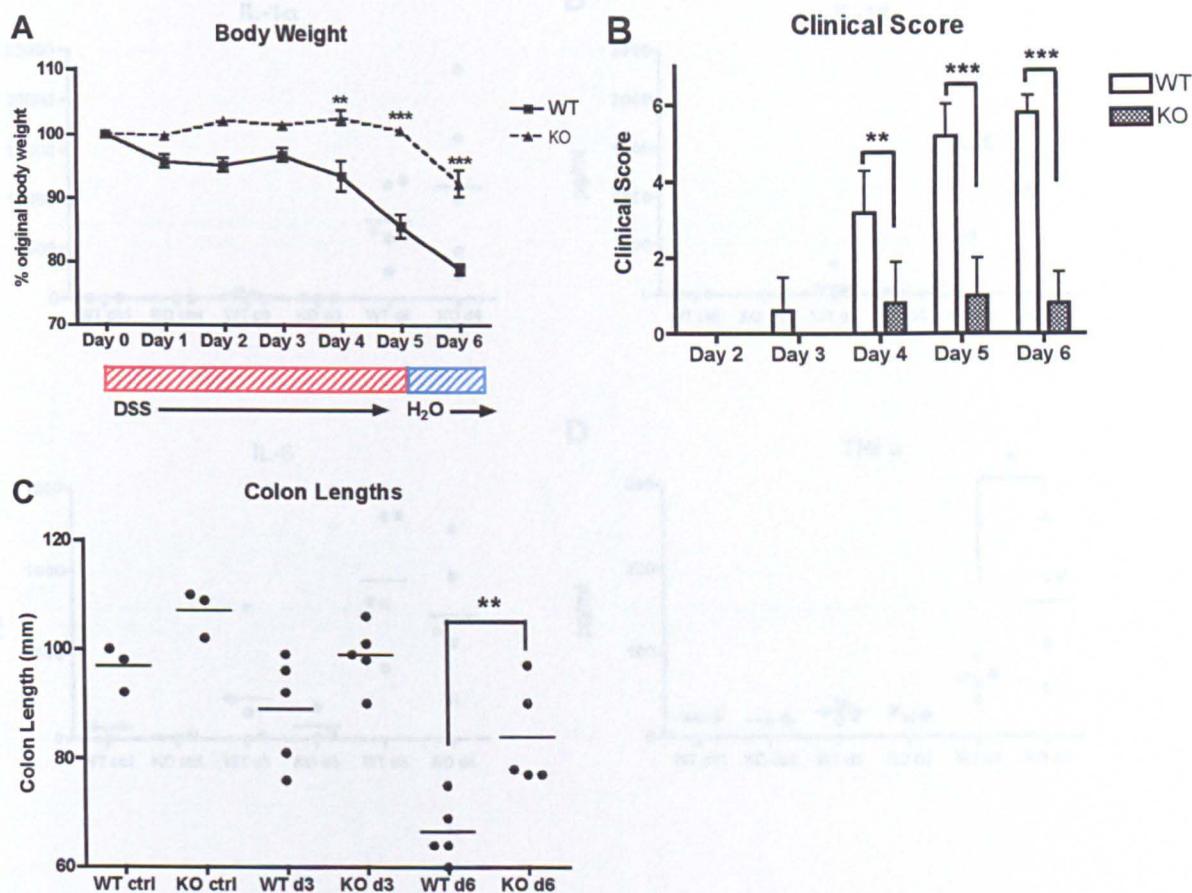 A
Body Weight
110
100
90
80
70
% original body weight
** *** ***
WT
KO
Day 0 Day 1 Day 2 Day 3 Day 4 Day 5 Day 6
DSS H₂O
B
Clinical Score
6
4
2
0
Clinical Score
** *** ***
WT
KO
Day 2 Day 3 Day 4 Day 5 Day 6
C
Colon Lengths
120
100
80
60
Colon Length (mm)
**
WT ctrl KO ctrl WT d3 KO d3 WT d6 KO d6